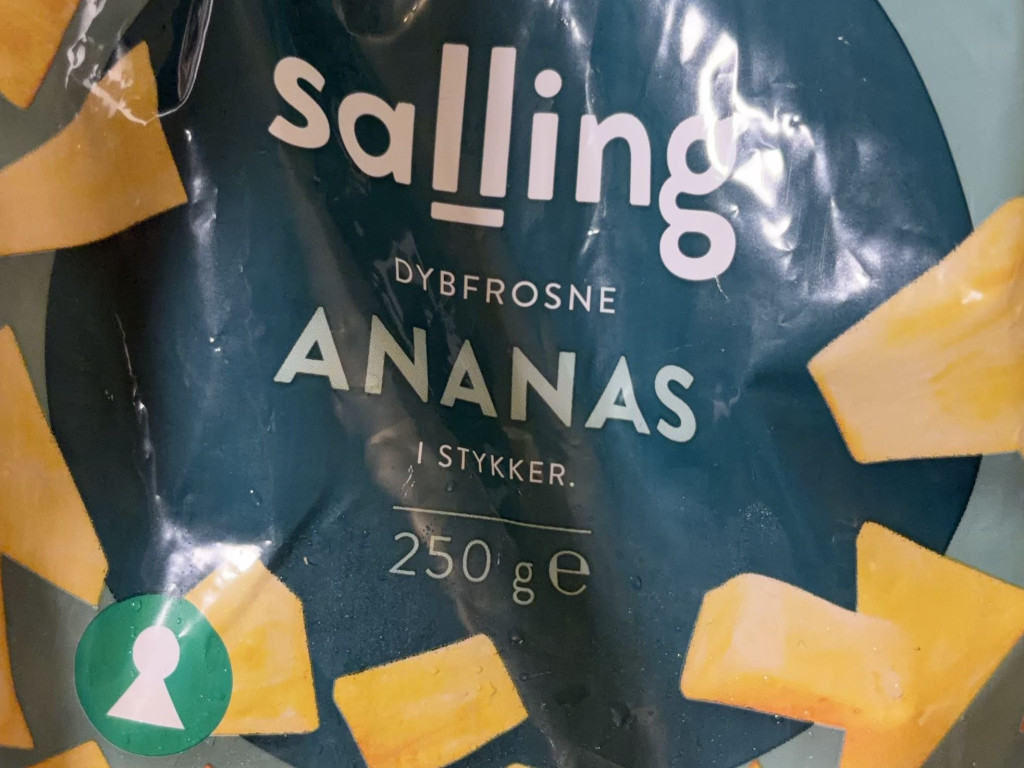 salling
DYBFROSNE
ANANAS
I STYKKER.
250 g e